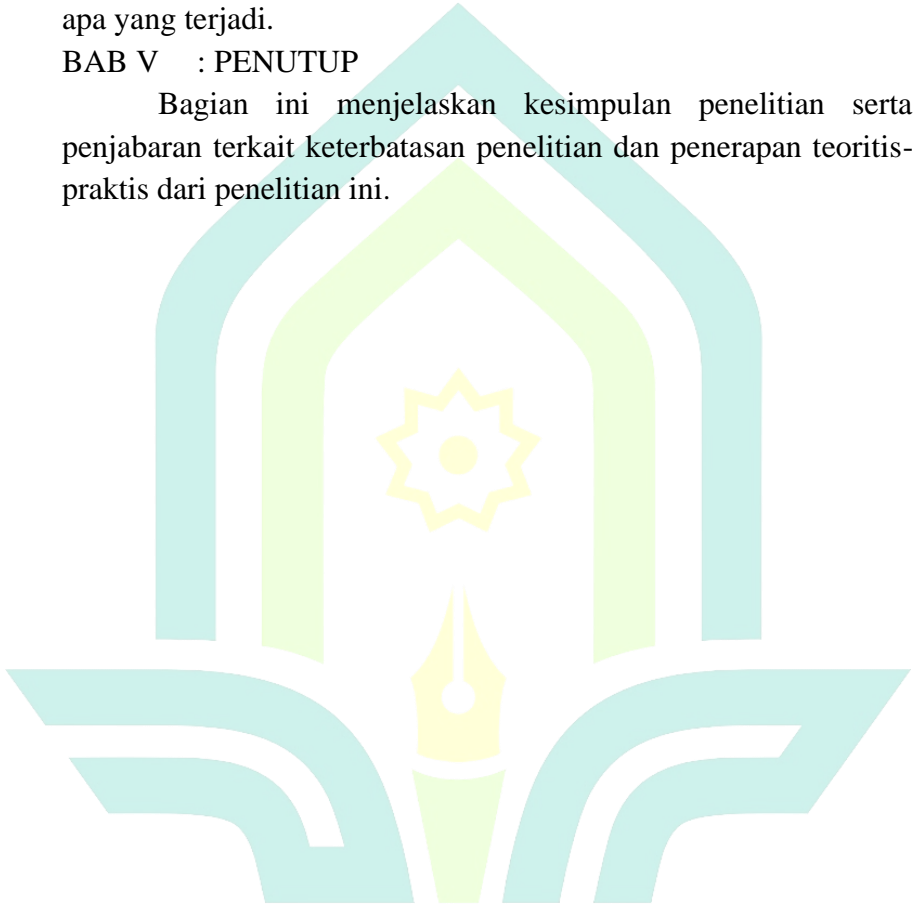 apa yang terjadi.
BAB V : PENUTUP
Bagian ini menjelaskan kesimpulan penelitian serta
penjabaran terkait keterbatasan penelitian dan penerapan teoritis-
praktis dari penelitian ini.